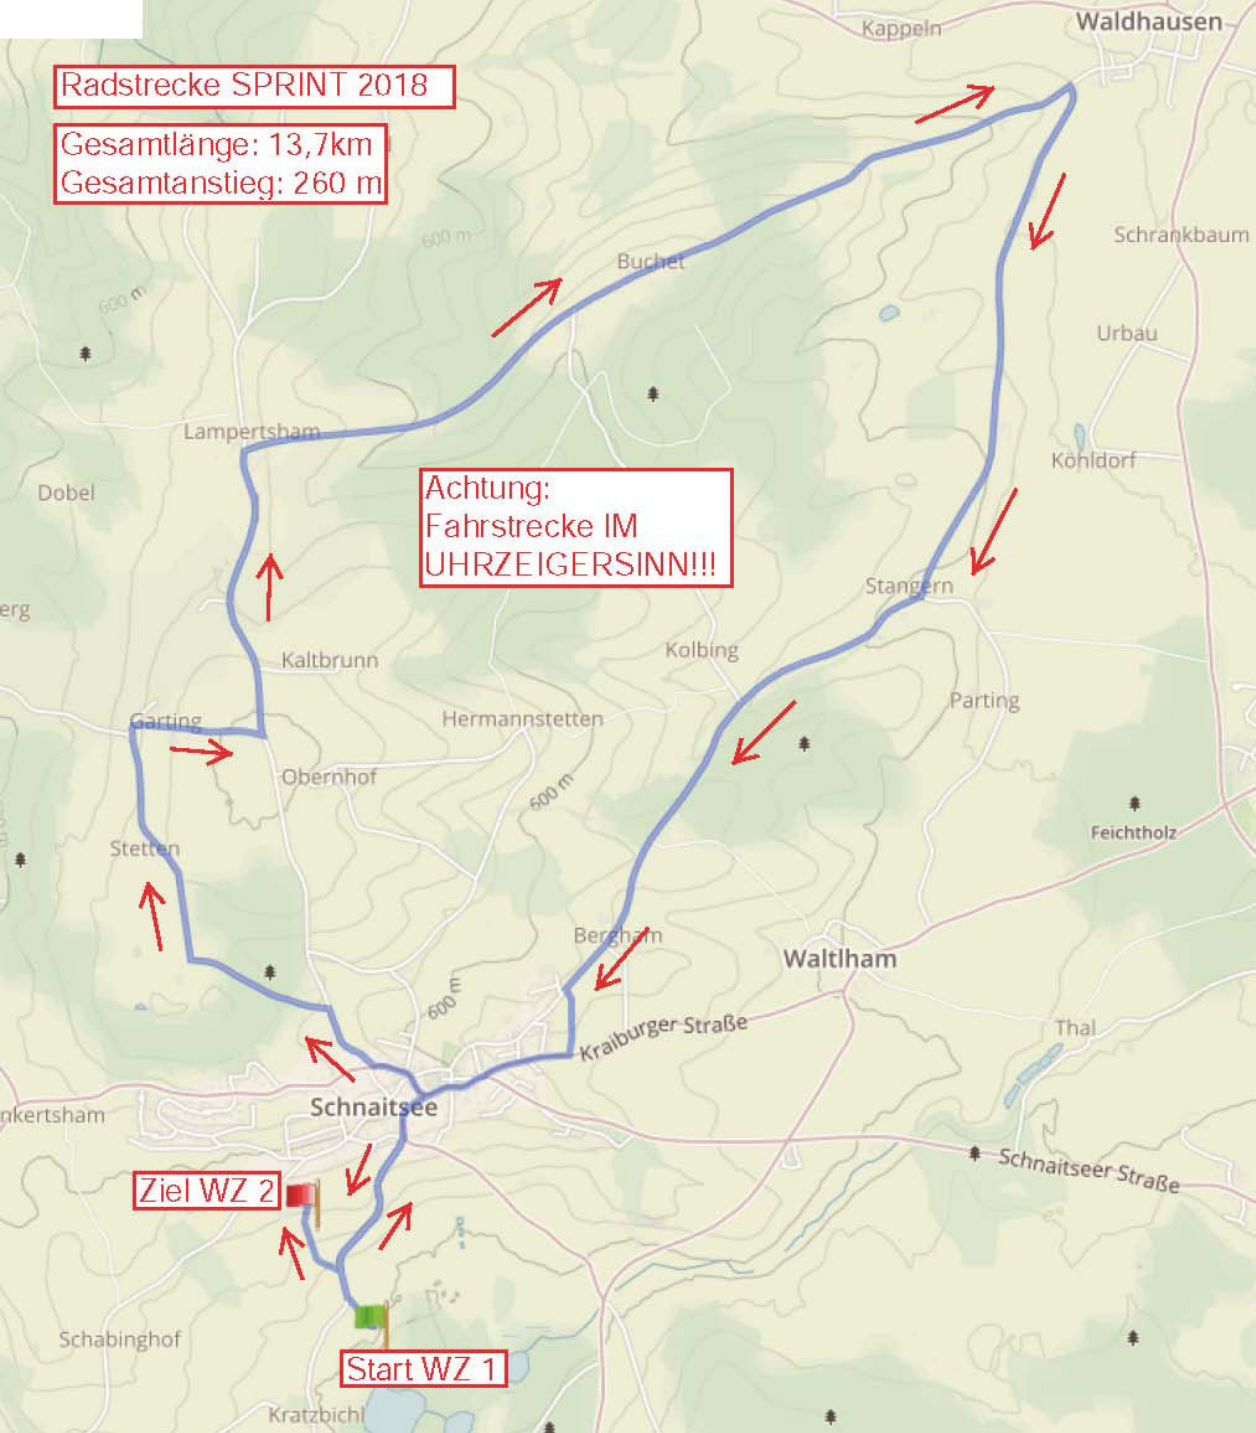 Kappeln
Waldhausen
Radstrecke SPRINT 2018
Gesamtlänge: 13,7km
Gesamtanstieg: 260 m
600 m
Schrankbaum
Buchet
600 m
Urbau
Lampertsham
Köhldorf
Dobel
Achtung:
Fahrstrecke IM
UHRZEIGERSINN!!!
Stangern
erg
Kolbing
Kaltbrunn
Parting
Garting
Hermannstetten
Obernhof
600 m
Feichtholz
Stetten
Bergham
Waltlham
600 m
Kraiburger Straße
Thal
Schnaitsee
nkertsham
Schnaitseer Straße
Ziel WZ 2
Schabinghof
Start WZ 1
Kratzbichl